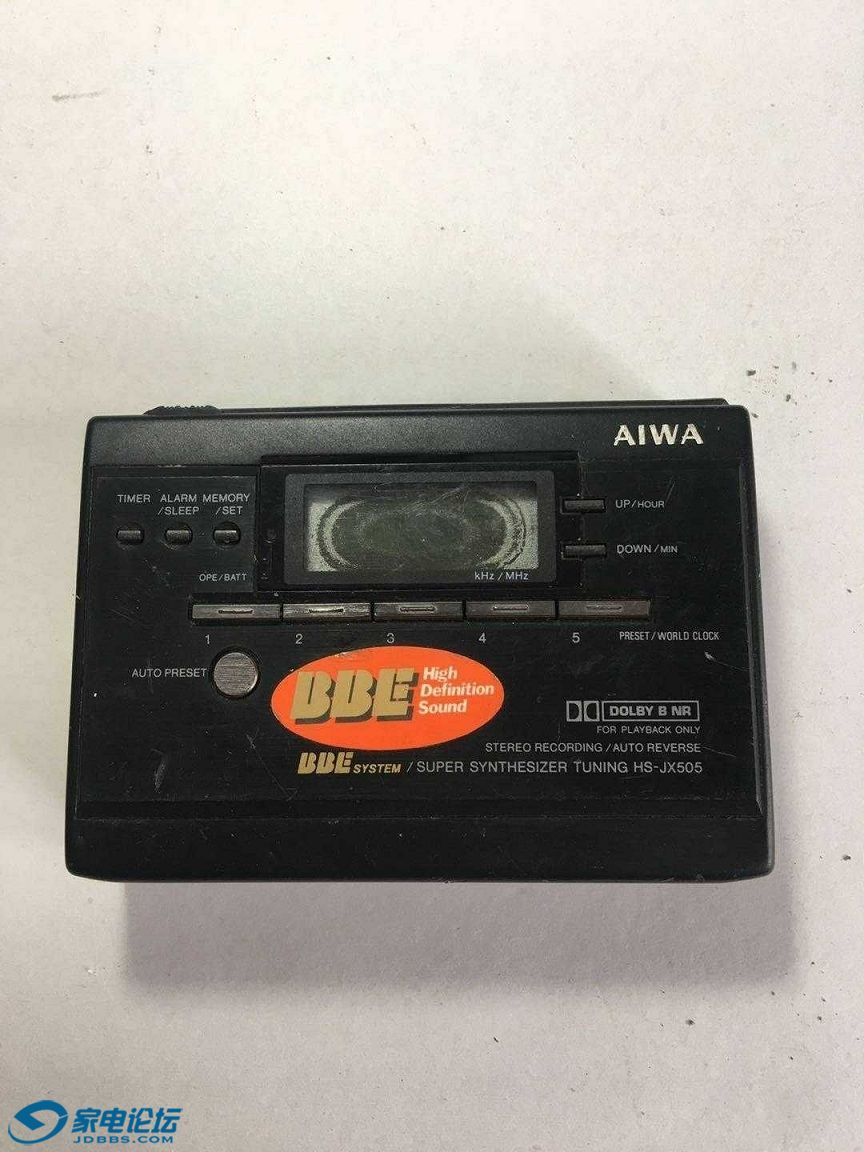 AIWA
TIMER ALARM/SLEEP MEMORY/SET
UP/HOUR
DOWN/MIN
OPE/BATT
kHz/MHz
1 2 3 4 5 PRESET/WORLD CLOCK
AUTO PRESET
BBE High Definition Sound
DOLBY B NR
FOR PLAYBACK ONLY
STEREO RECORDING/AUTO REVERSE
BBE SYSTEM / SUPER SYNTHESIZER TUNING HS-JX505
家电论坛
JDBBS.COM